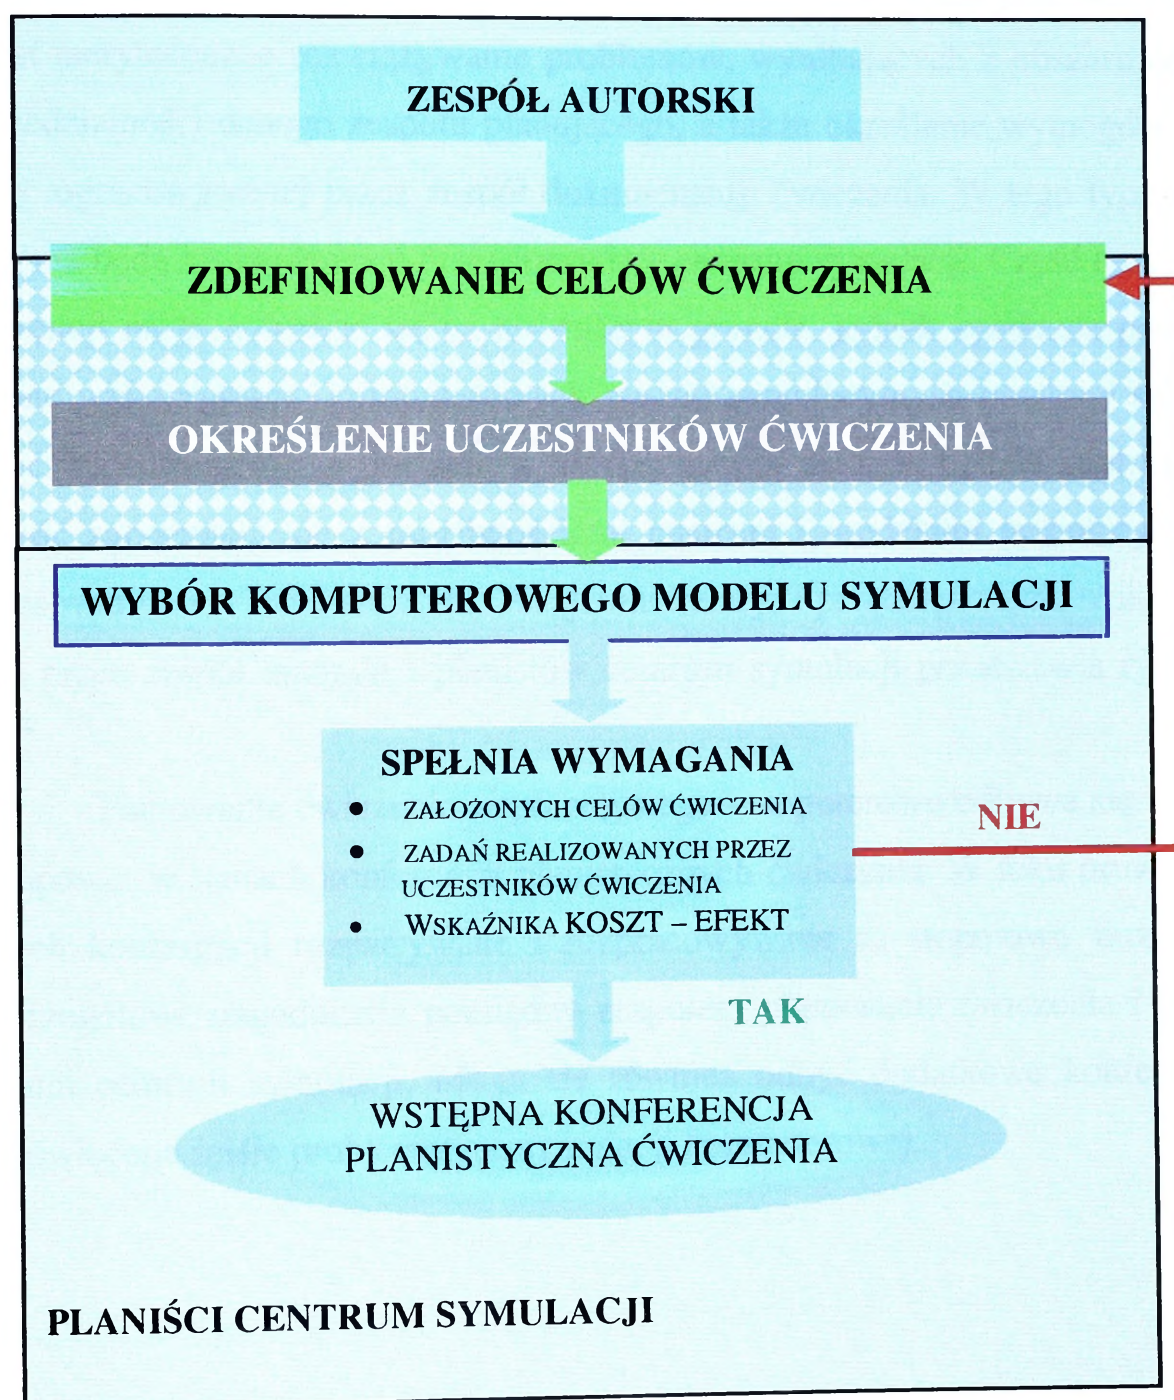 ZESPÓŁ AUTORSKI
ZDEFINIOWANIE CELÓW ĆWICZENIA
OKREŚLENIE UCZESTNIKÓW ĆWICZENIA
WYBÓR KOMPUTEROWEGO MODELU SYMULACJI
SPEŁNIA WYMAGANIA
• ZAŁOŻONYCH CELÓW ĆWICZENIA
• ZADAŃ REALIZOWANYCH PRZEZ
UCZESTNIKÓW ĆWICZENIA
• WSKAŹNIKA KOSZT – EFEKT
NIE
TAK
WSTĘPNA KONFERENCJA
PLANISTYCZNA ĆWICZENIA
PLANIŚCI CENTRUM SYMULACJI